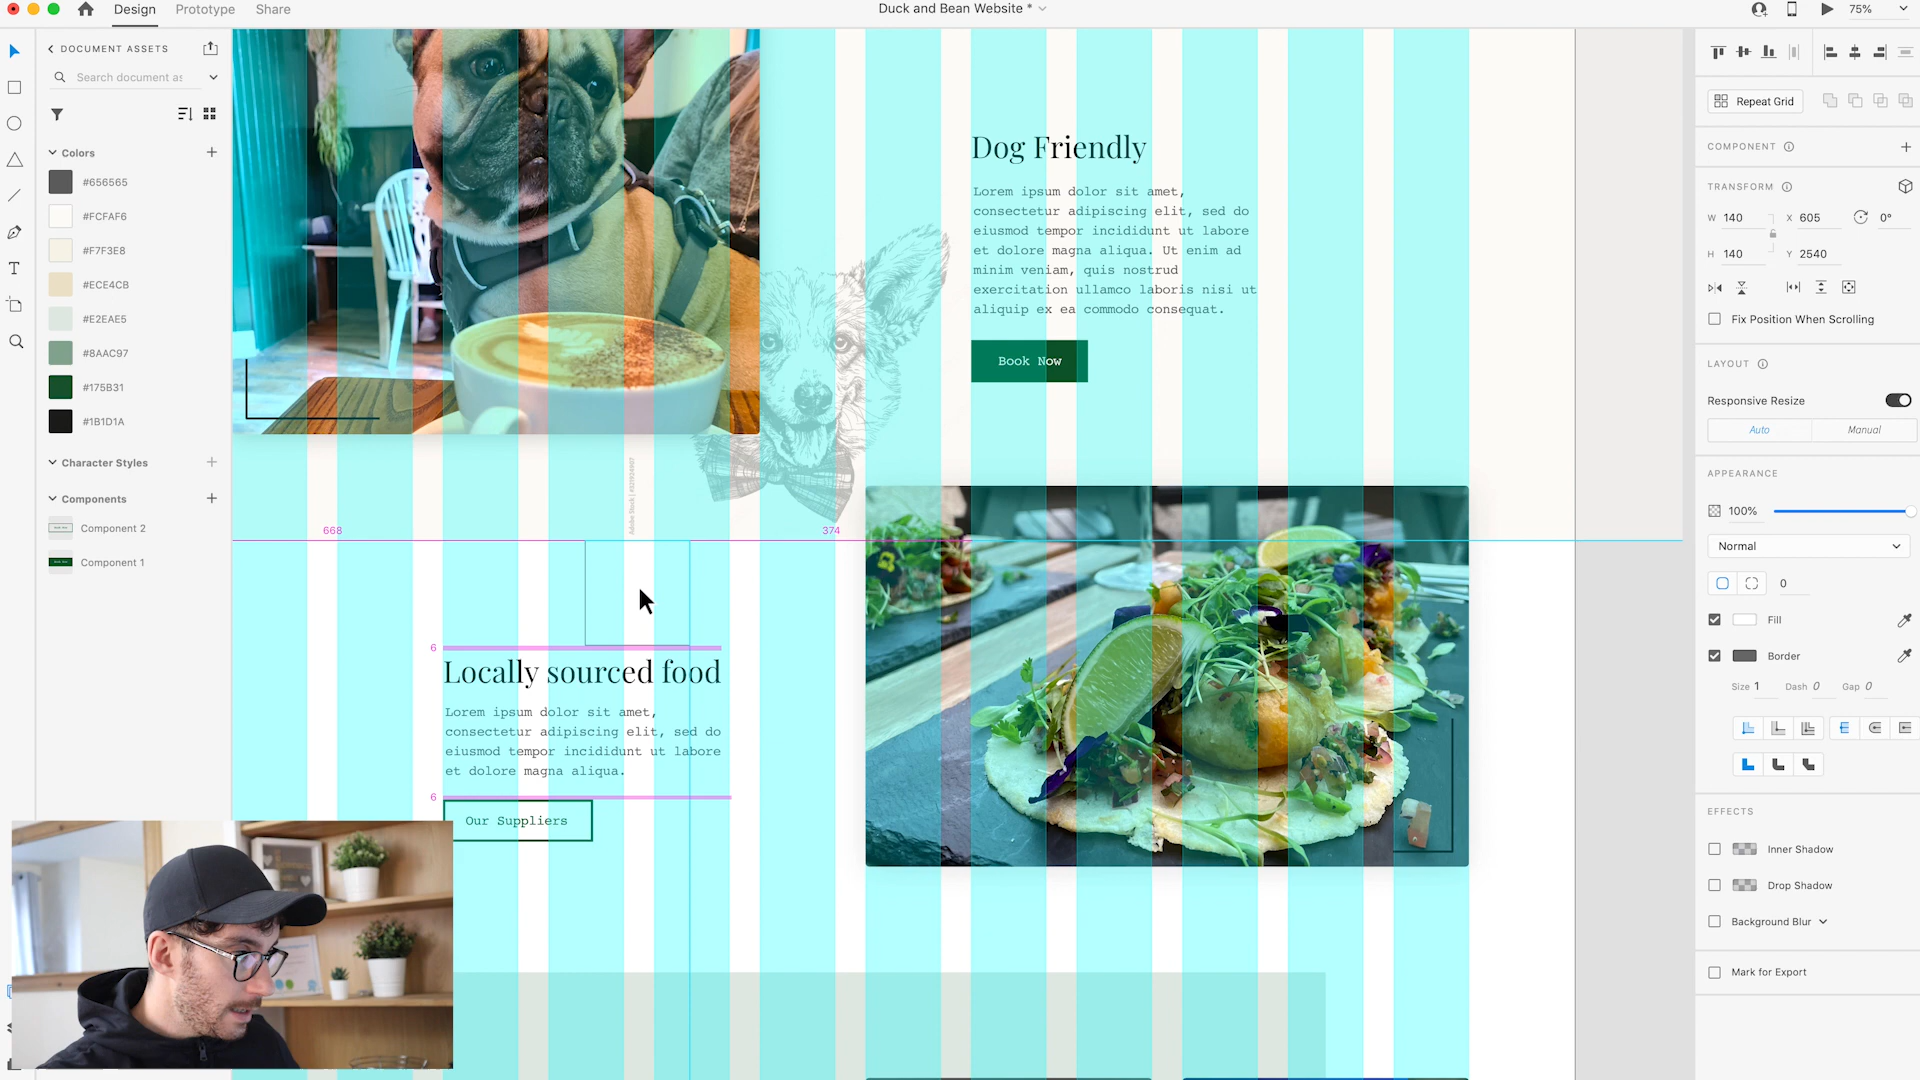 Design
Prototype
Share
Duck and Bean Website *
75%
DOCUMENT ASSETS
Search document as
Colors
#656565
#FCFAF6
#F7F3E8
#ECE4CB
#E2EAE5
#8AAC97
#175B31
#1B1D1A
Character Styles
Components
Component 2
Component 1
Dog Friendly
Lorem ipsum dolor sit amet,
consectetur adipiscing elit, sed do
eiusmod tempor incididunt ut labore
et dolore magna aliqua. Ut enim ad
minim veniam, quis nostrud
exercitation ullamco laboris nisi ut
aliquip ex ea commodo consequat.
Book Now
668
374
6
Locally sourced food
Lorem ipsum dolor sit amet,
consectetur adipiscing elit, sed do
eiusmod tempor incididunt ut labore
et dolore magna aliqua.
6
Our Suppliers
Repeat Grid
COMPONENT
TRANSFORM
W 140
X 605
0°
H 140
Y 2540
Fix Position When Scrolling
LAYOUT
Responsive Resize
Auto
Manual
APPEARANCE
100%
Normal
0
Fill
Border
Size 1
Dash 0
Gap 0
EFFECTS
Inner Shadow
Drop Shadow
Background Blur
Mark for Export